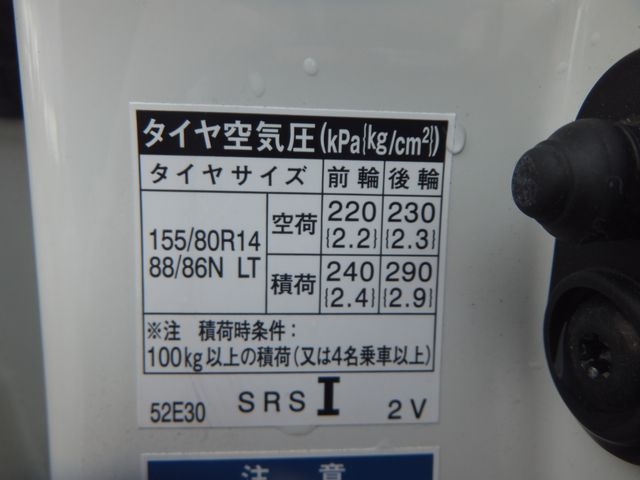 タイヤ空気圧(kPa{kg/cm²})
タイヤサイズ 前輪 後輪
155/80R14 88/86N LT 空荷 220 {2.2} 230 {2.3}
積荷 240 {2.4} 290 {2.9}
※注 積荷時条件:
100kg以上の積荷(又は4名乗車以上)
52E30 SRS I 2V
注意